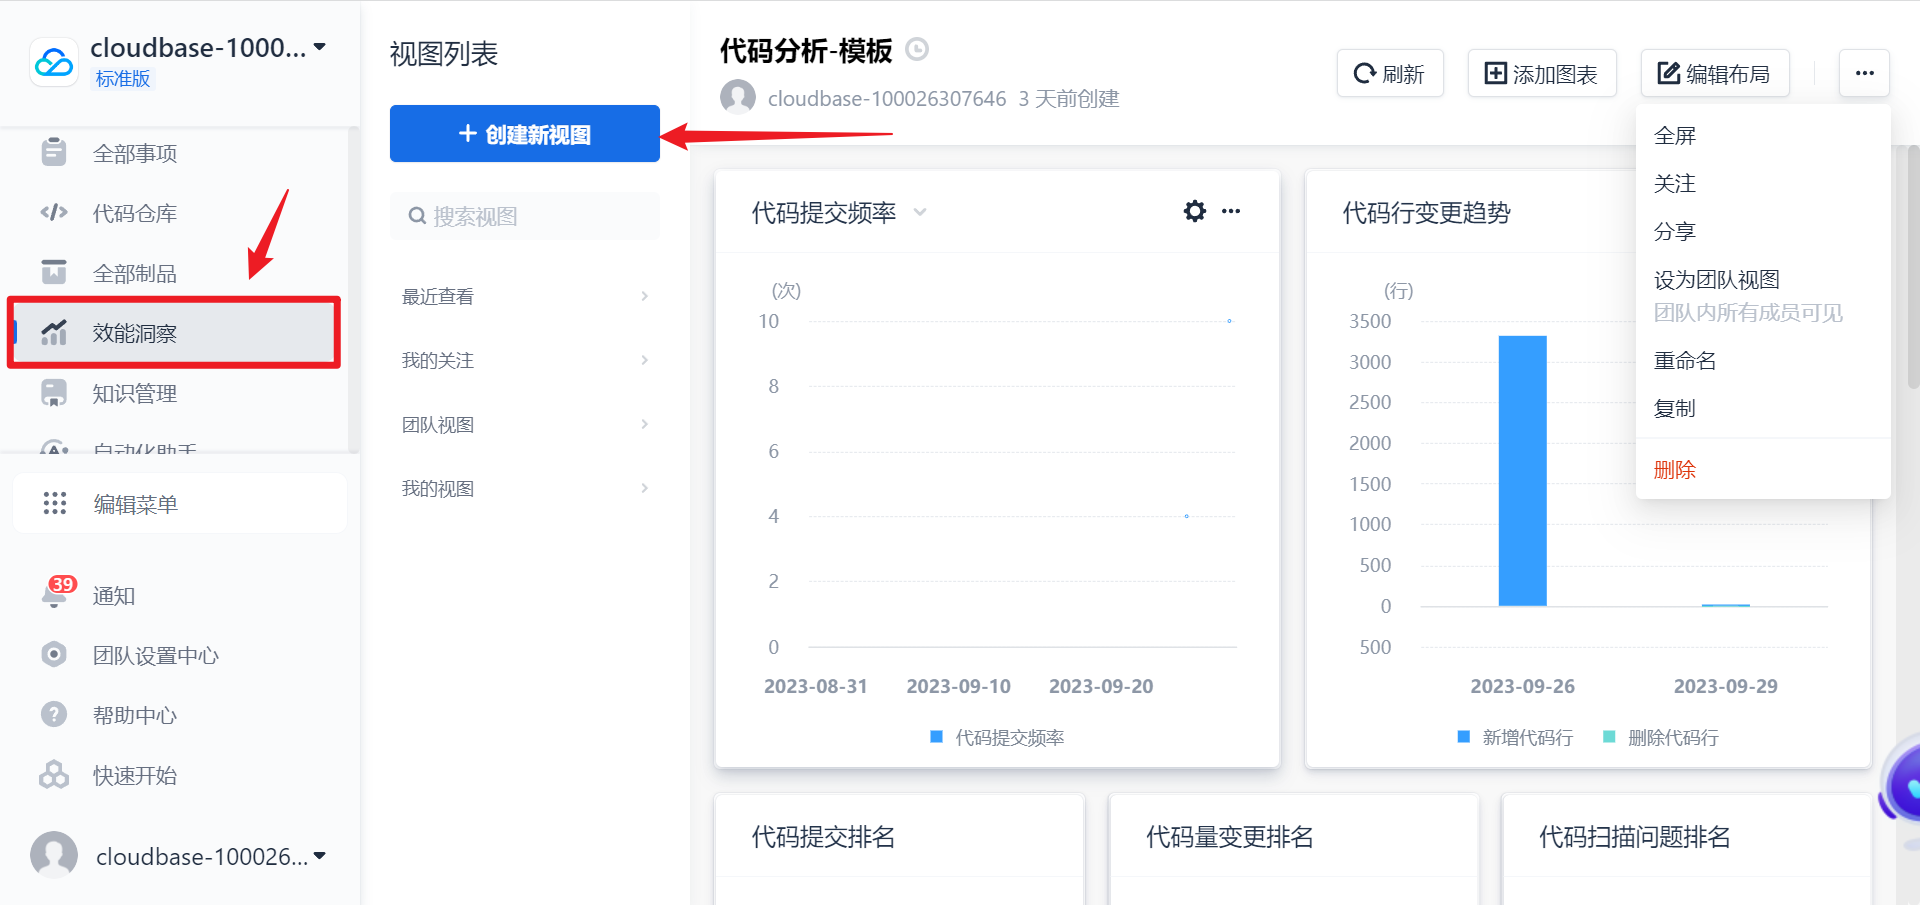 cloudbase-1000...
标准版
全部事项
代码仓库
全部制品
效能洞察
知识管理
自动化助手
编辑菜单
39
通知
团队设置中心
帮助中心
快速开始
cloudbase-100026...
视图列表
创建新视图
搜索视图
最近查看
我的关注
团队视图
我的视图
代码分析-模板
cloudbase-100026307646 3 天前创建
刷新
添加图表
编辑布局
全屏
关注
分享
设为团队视图
团队内所有成员可见
重命名
复制
删除
代码提交频率
(次)
10
8
6
4
2
0
2023-08-31 2023-09-10 2023-09-20
代码提交频率
代码行变更趋势
(行)
3500
3000
2500
2000
1500
1000
500
0
500
2023-09-26 2023-09-29
新增代码行 删除代码行
代码提交排名
代码量变更排名
代码扫描问题排名